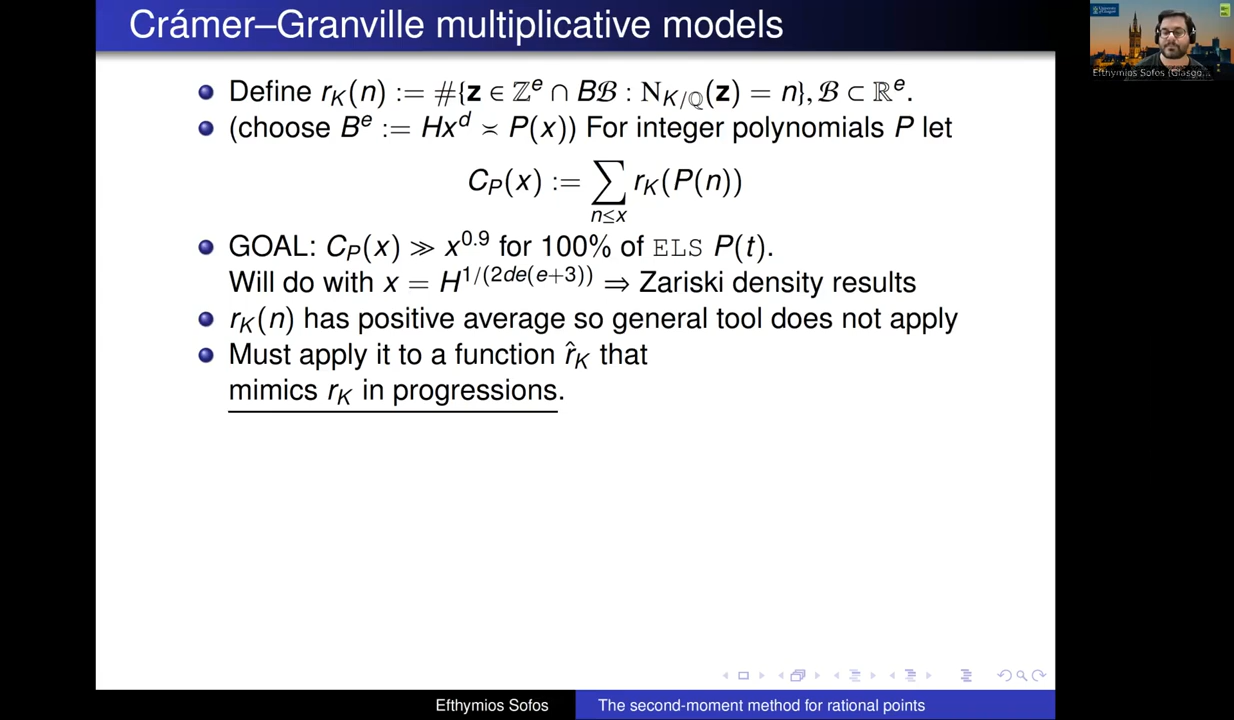 Crámer–Granville multiplicative models
Define r_K(n) := #{z ∈ ℤ^e ∩ Bℬ : N_{K/ℚ}(z) = n}, ℬ ⊂ ℝ^e.
(choose B^e := Hx^d ≍ P(x)) For integer polynomials P let
C_P(x) := ∑_{n≤x} r_K(P(n))
GOAL: C_P(x) ≫ x^{0.9} for 100% of ELS P(t).
Will do with x = H^{1/(2de(e+3))} ⇒ Zariski density results
r_K(n) has positive average so general tool does not apply
Must apply it to a function r̂_K that
mimics r_K in progressions.
Efthymios Sofos
The second-moment method for rational points
Efthymios Sofos (Glasgo...